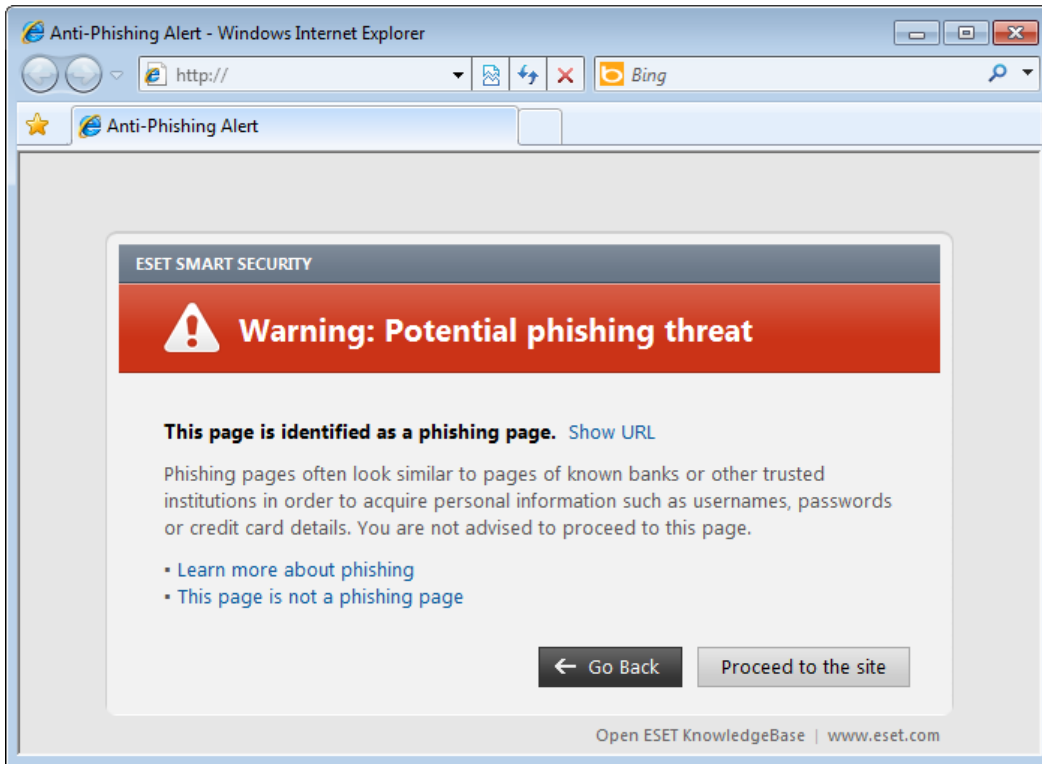 Anti-Phishing Alert - Windows Internet Explorer
http://
Bing
Anti-Phishing Alert
ESET SMART SECURITY
Warning: Potential phishing threat
This page is identified as a phishing page. Show URL
Phishing pages often look similar to pages of known banks or other trusted
institutions in order to acquire personal information such as usernames, passwords
or credit card details. You are not advised to proceed to this page.
▪ Learn more about phishing
▪ This page is not a phishing page
← Go Back
Proceed to the site
Open ESET KnowledgeBase | www.eset.com